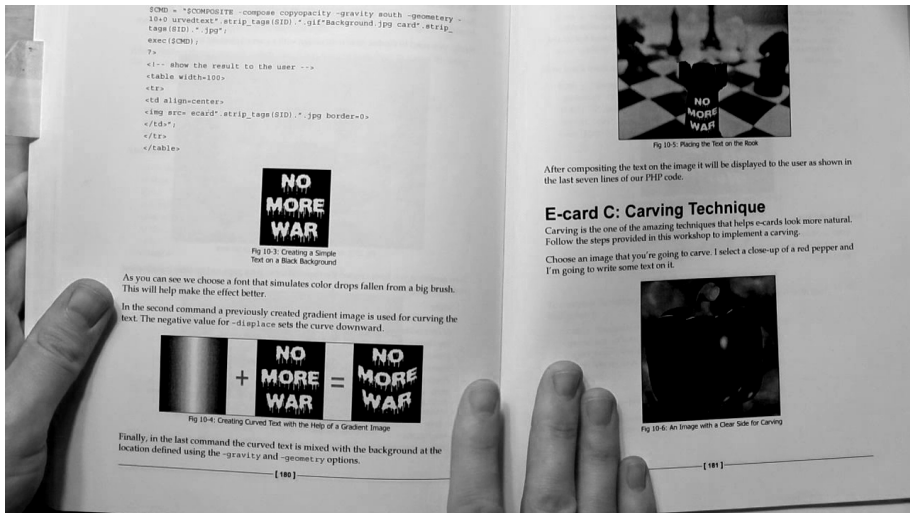 $CMD = "$COMPOSITE -compose copyopacity -gravity south -geometery -
10+0 urvedtext".strip_tags($ID).".gif"Background.jpg card".strip_
tags($ID).".jpg";
exec($CMD);
?>
<!-- show the result to the user -->
<table width=100>
<tr>
<td align=center>
<img src= ecard".strip_tags($ID).".jpg border=0>
</td>";
</tr>
</table>
NO
MORE
WAR
Fig 10-3: Creating a Simple
Text on a Black Background
As you can see we choose a font that simulates color drops fallen from a big brush.
This will help make the effect better.
In the second command a previously created gradient image is used for curving the
text. The negative value for -displace sets the curve downward.
+
NO
MORE
WAR
=
NO
MORE
WAR
Fig 10-4: Creating Curved Text with the Help of a Gradient Image
Finally, in the last command the curved text is mixed with the background at the
location defined using the -gravity and -geometry options.
[ 180 ]
NO
MORE
WAR
Fig 10-5: Placing the Text on the Rook
After compositing the text on the image it will be displayed to the user as shown in
the last seven lines of our PHP code.
E-card C: Carving Technique
Carving is the one of the amazing techniques that helps e-cards look more natural.
Follow the steps provided in this workshop to implement a carving.
Choose an image that you're going to carve. I select a close-up of a red pepper and
I'm going to write some text on it.
Fig 10-6: An Image with a Clear Side for Carving
[ 181 ]